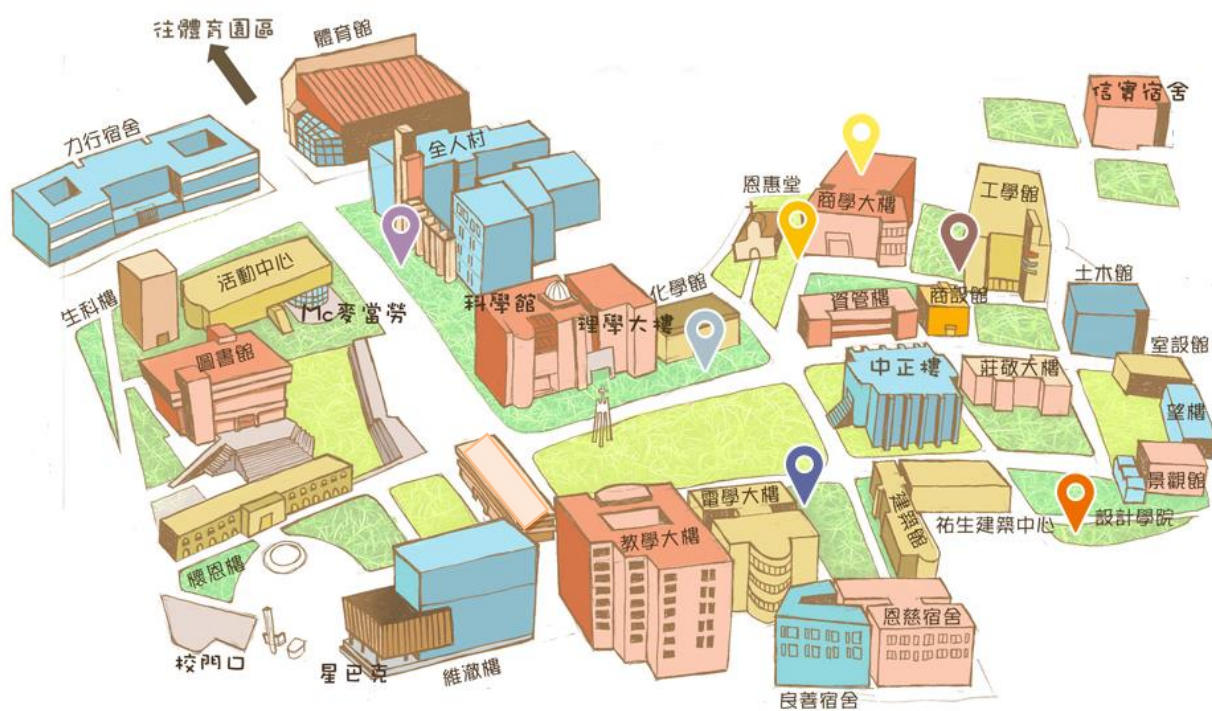 往體育園區
體育館
力行宿舍
全人村
信實宿舍
恩惠堂
商學大樓
工學館
生科樓
活動中心
Mc麥當勞
科學館
理學大樓
化學館
資管樓
商設館
土木館
圖書館
中正樓
莊敬大樓
室設館
望樓
電學大樓
教學大樓
建築館
祐生建築中心
景觀館
設計學院
懷恩樓
恩慈宿舍
校門口
星巴克
維澈樓
良善宿舍